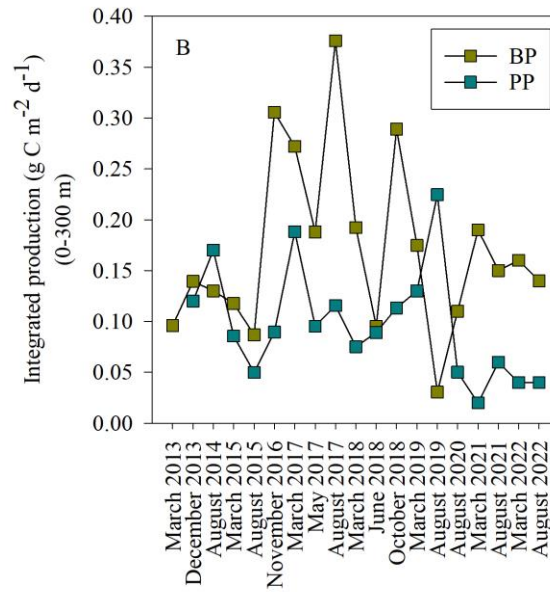 B
BP
PP
Integrated production (g C m⁻² d⁻¹)
(0-300 m)
0.40
0.35
0.30
0.25
0.20
0.15
0.10
0.05
0.00
March 2013
December 2013
August 2014
March 2015
August 2015
November 2016
March 2017
May 2017
August 2017
March 2018
June 2018
October 2018
March 2019
August 2019
August 2020
March 2021
August 2021
March 2022
August 2022